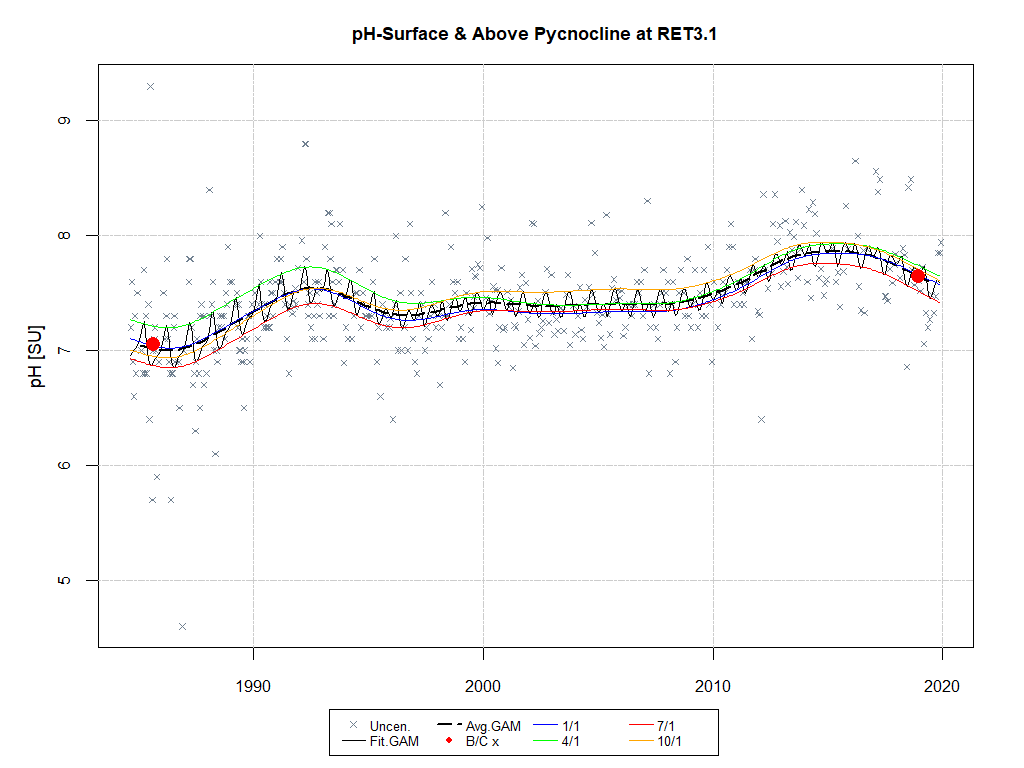 pH-Surface & Above Pycnocline at RET3.1
pH [SU]
9
8
7
6
5
1990 2000 2010 2020
Uncen. Avg.GAM 1/1 7/1
Fit.GAM B/C x 4/1 10/1